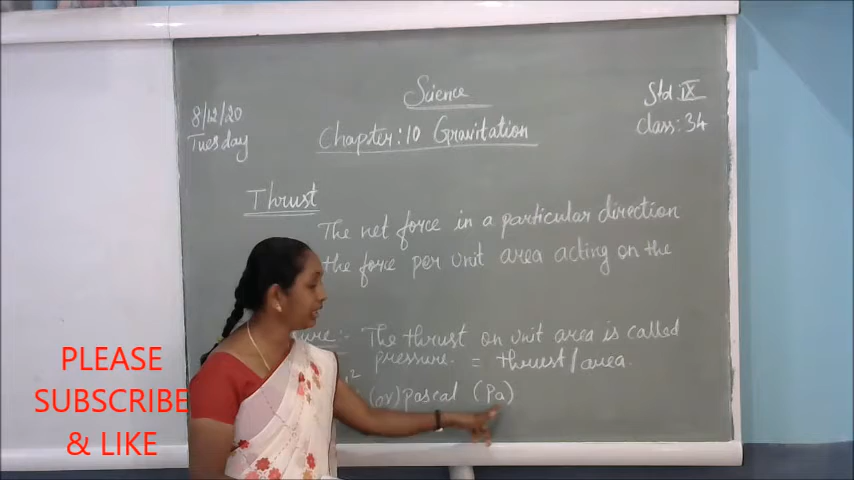 Science
8/12/20
Tuesday
Std: IX
Class: 34
Chapter: 10 Gravitation
Thrust
The net force in a particular direction
the force per unit area acting on the
The thrust on unit area is called
pressure. = thrust/area.
(or) pascal (Pa)
PLEASE
SUBSCRIBE
& LIKE